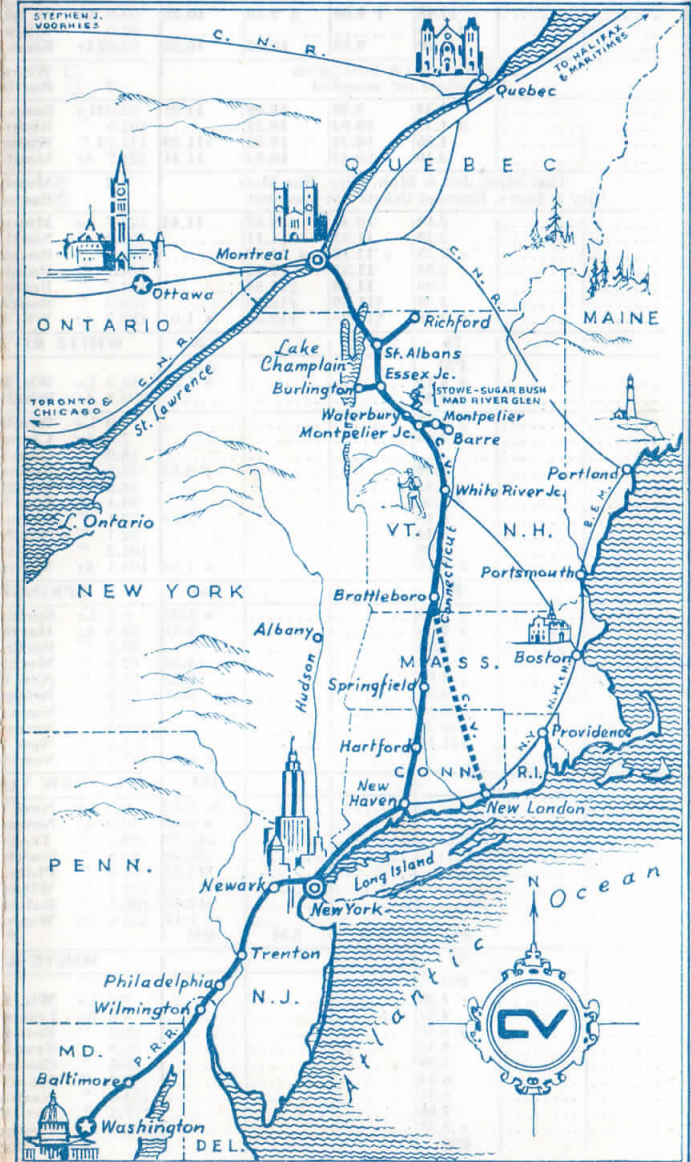 STEPHEN J.
VOORHIES
C. N. R.
TO HALIFAX
& MARITIMES
Quebec
QUEBEC
Montreal
Ottawa
C. N. R.
MAINE
ONTARIO
Richford
C. N. R.
Lake
Champlain
St. Albans
Essex Jc.
Burlington
STOWE-SUGAR BUSH
MAD RIVER GLEN
TORONTO &
CHICAGO
St. Lawrence
Waterbury
Montpelier
Montpelier Jc.
Barre
C. V.
Portland
White River Jc.
L. Ontario
VT.
N. H.
B. & M.
Connecticut
Portsmouth
NEW YORK
Brattleboro
Albany
Boston
MASS.
Hudson
Springfield
C. V.
N.Y. N.H. & H.
Providence
Hartford
CONN.
R.I.
New
Haven
New London
PENN.
Long Island
Newark
New York
N
Atlantic Ocean
Trenton
Philadelphia
N. J.
Wilmington
CV
MD.
P. R. R.
Baltimore
Washington
DEL.